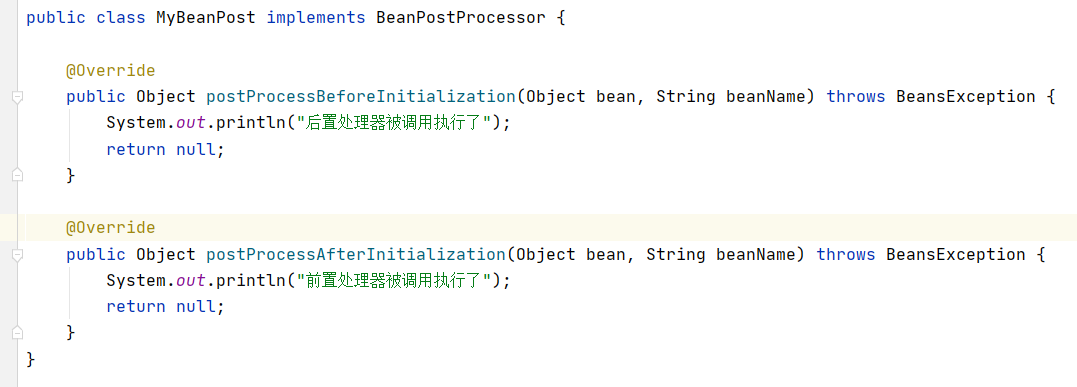 public class MyBeanPost implements BeanPostProcessor {
@Override
public Object postProcessBeforeInitialization(Object bean, String beanName) throws BeansException {
System.out.println("后置处理器被调用执行了");
return null;
}
@Override
public Object postProcessAfterInitialization(Object bean, String beanName) throws BeansException {
System.out.println("前置处理器被调用执行了");
return null;
}
}